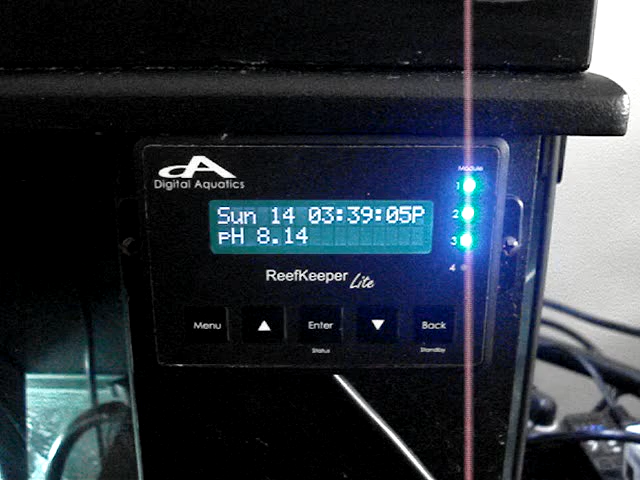 dA
Digital Aquatics
Module
1
Sun 14 03:39:05P
2
pH 8.14
3
4
ReefKeeper Lite
Menu
▲
Enter
▼
Back
Status
Standby